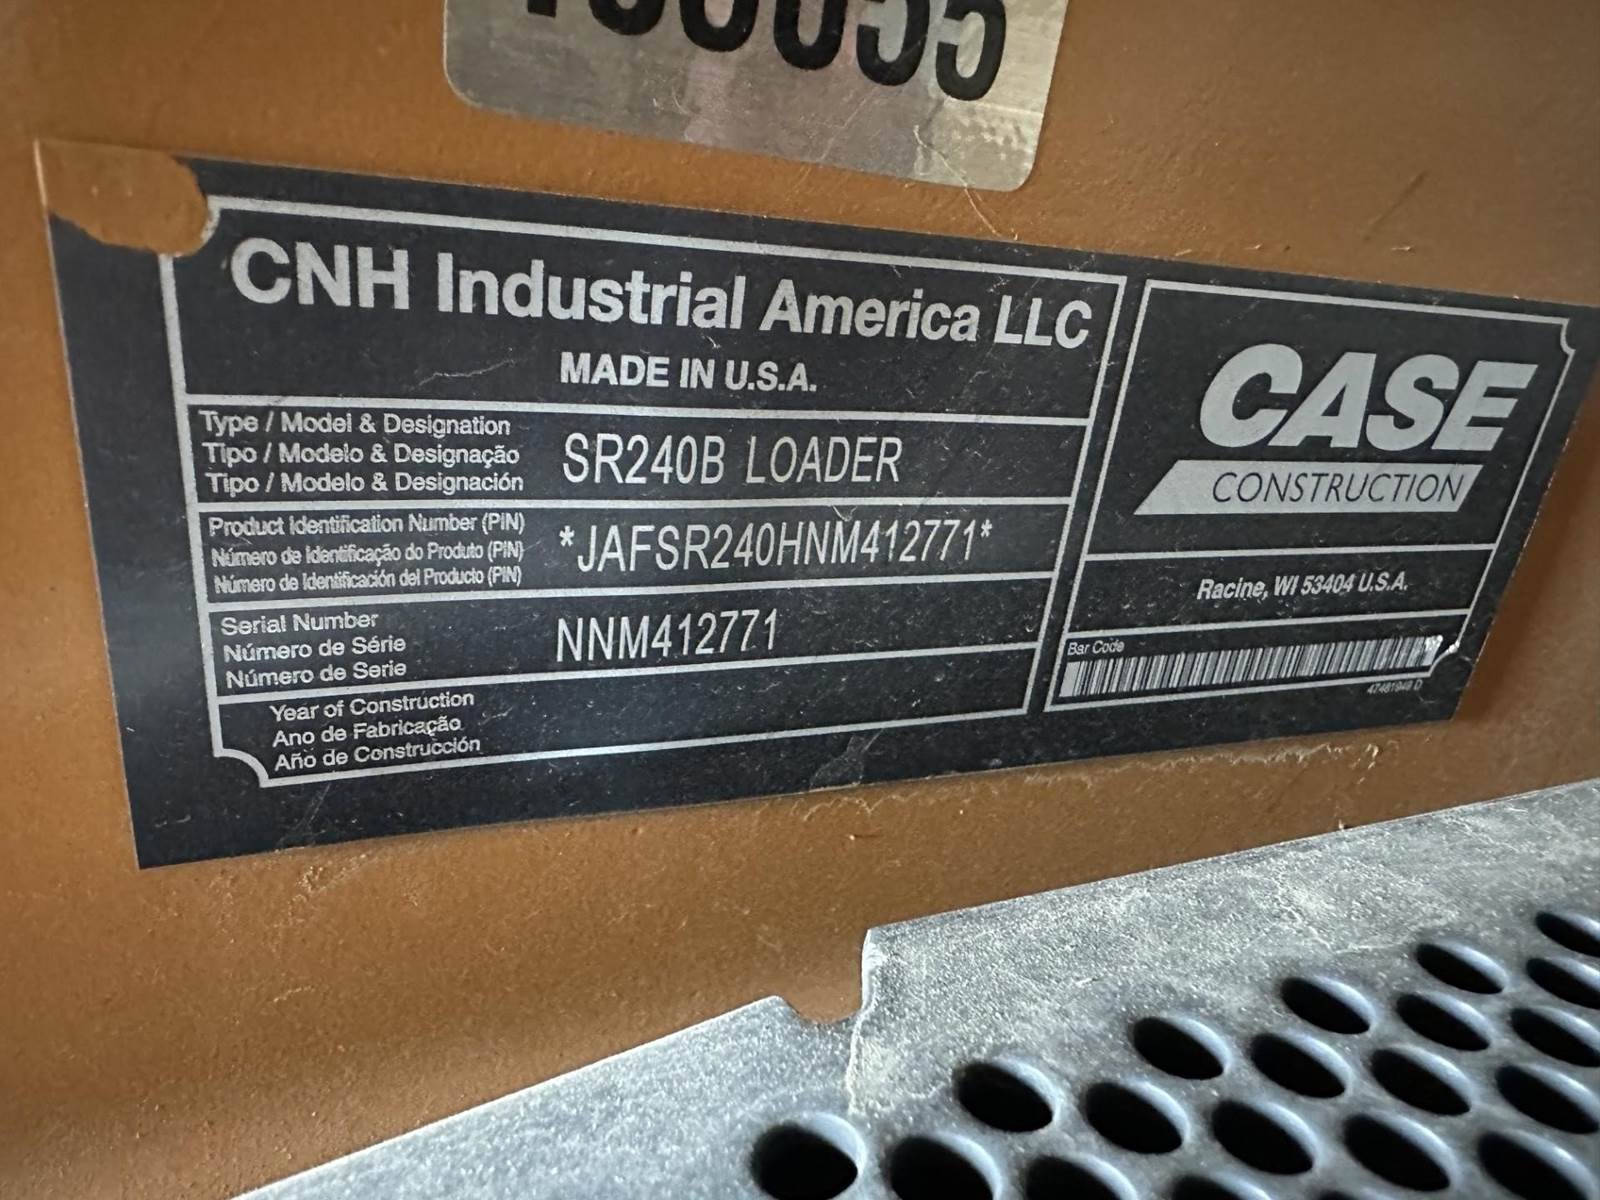 CNH Industrial America LLC
MADE IN U.S.A.
Type / Model & Designation
Tipo / Modelo & Designação
Tipo / Modelo & Designación
SR240B LOADER
Product Identification Number (PIN)
Número de Identificação do Produto (PIN)
Número de Identificación del Producto (PIN)
*JAFSR240HNM412771*
Serial Number
Número de Série
Número de Serie
NNM412771
Year of Construction
Ano de Fabricação
Año de Construcción
CASE
CONSTRUCTION
Racine, WI 53404 U.S.A.
Bar Code
47481949 D